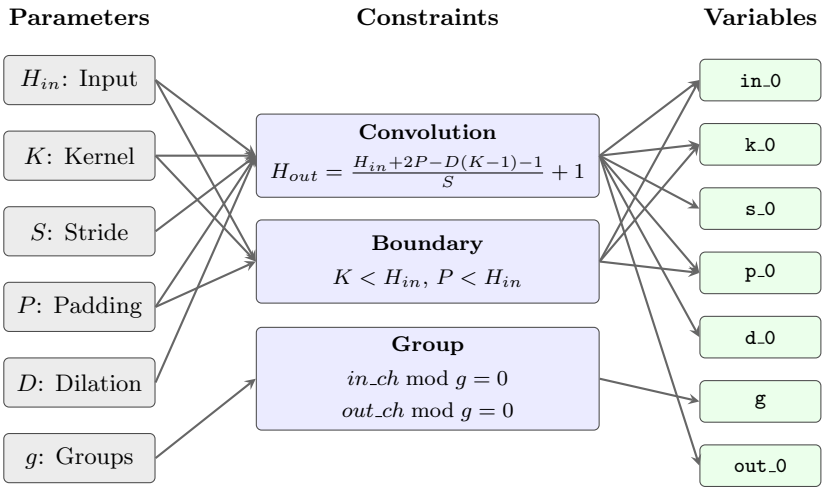 Parameters
Constraints
Variables
H_in: Input
K: Kernel
S: Stride
P: Padding
D: Dilation
g: Groups
Convolution
H_out = (H_in+2P−D(K−1)−1)/S + 1
Boundary
K < H_in, P < H_in
Group
in_ch mod g = 0
out_ch mod g = 0
in_0
k_0
s_0
p_0
d_0
g
out_0